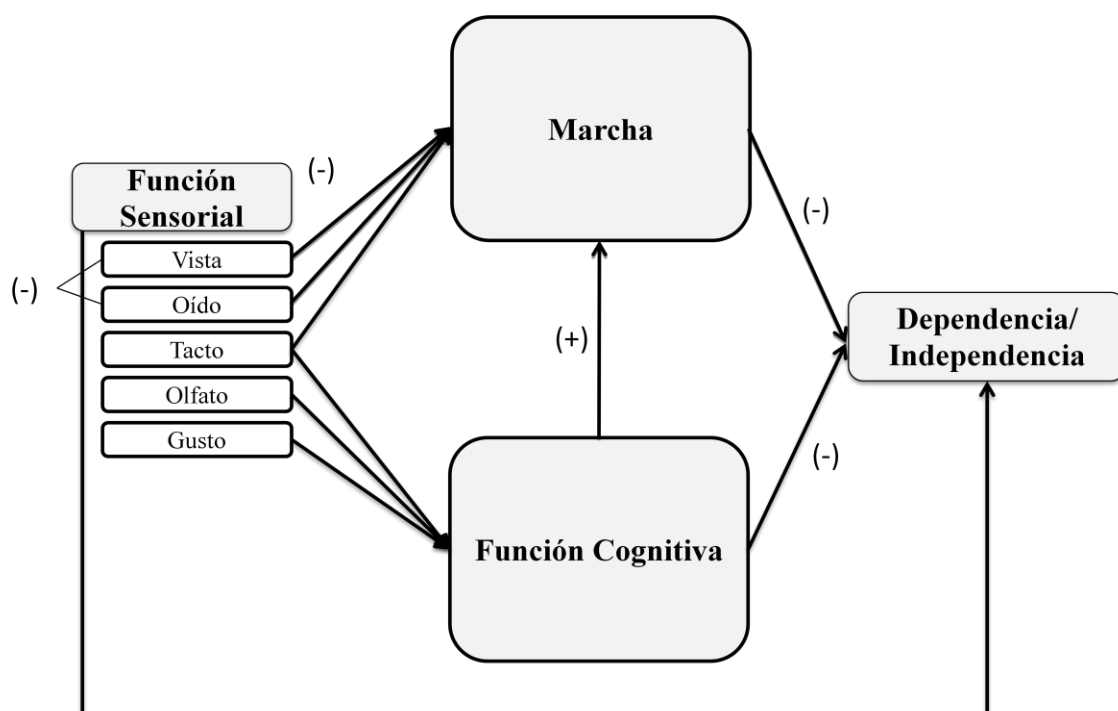 Marcha
(-)
Función
Sensorial
Vista
(-)
Oído
Tacto
Olfato
Gusto
(+)
(-)
Dependencia/
Independencia
(-)
Función Cognitiva